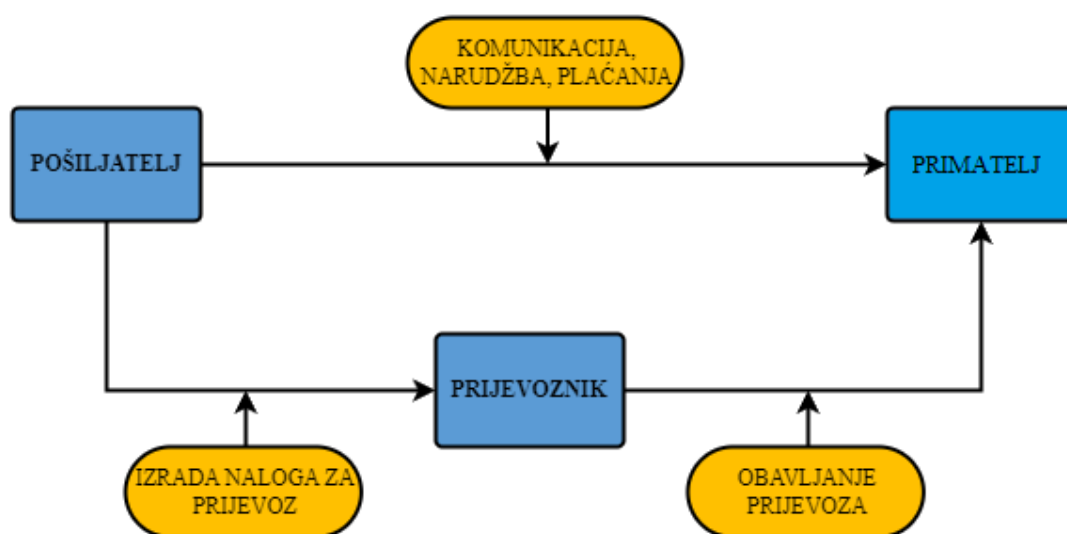 KOMUNIKACIJA,
NARUDŽBA, PLAĆANJA
POŠILJATELJ
PRIMATELJ
PRIJEVOZNIK
IZRADA NALOGA ZA
PRIJEVOZ
OBAVLJANJE
PRIJEVOZA